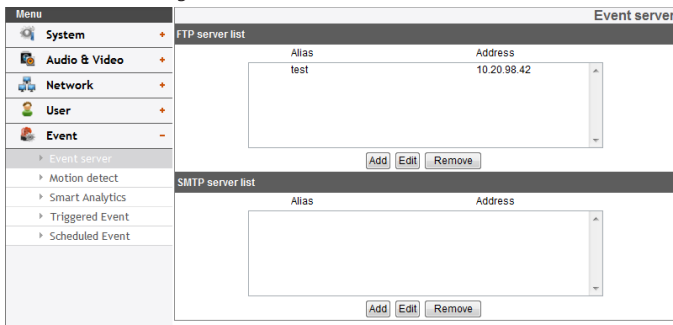 Menu
Event server
System +
Audio & Video +
Network +
User +
Event -
Event server
Motion detect
Smart Analytics
Triggered Event
Scheduled Event
FTP server list
Alias Address
test 10.20.98.42
Add Edit Remove
SMTP server list
Alias Address
Add Edit Remove